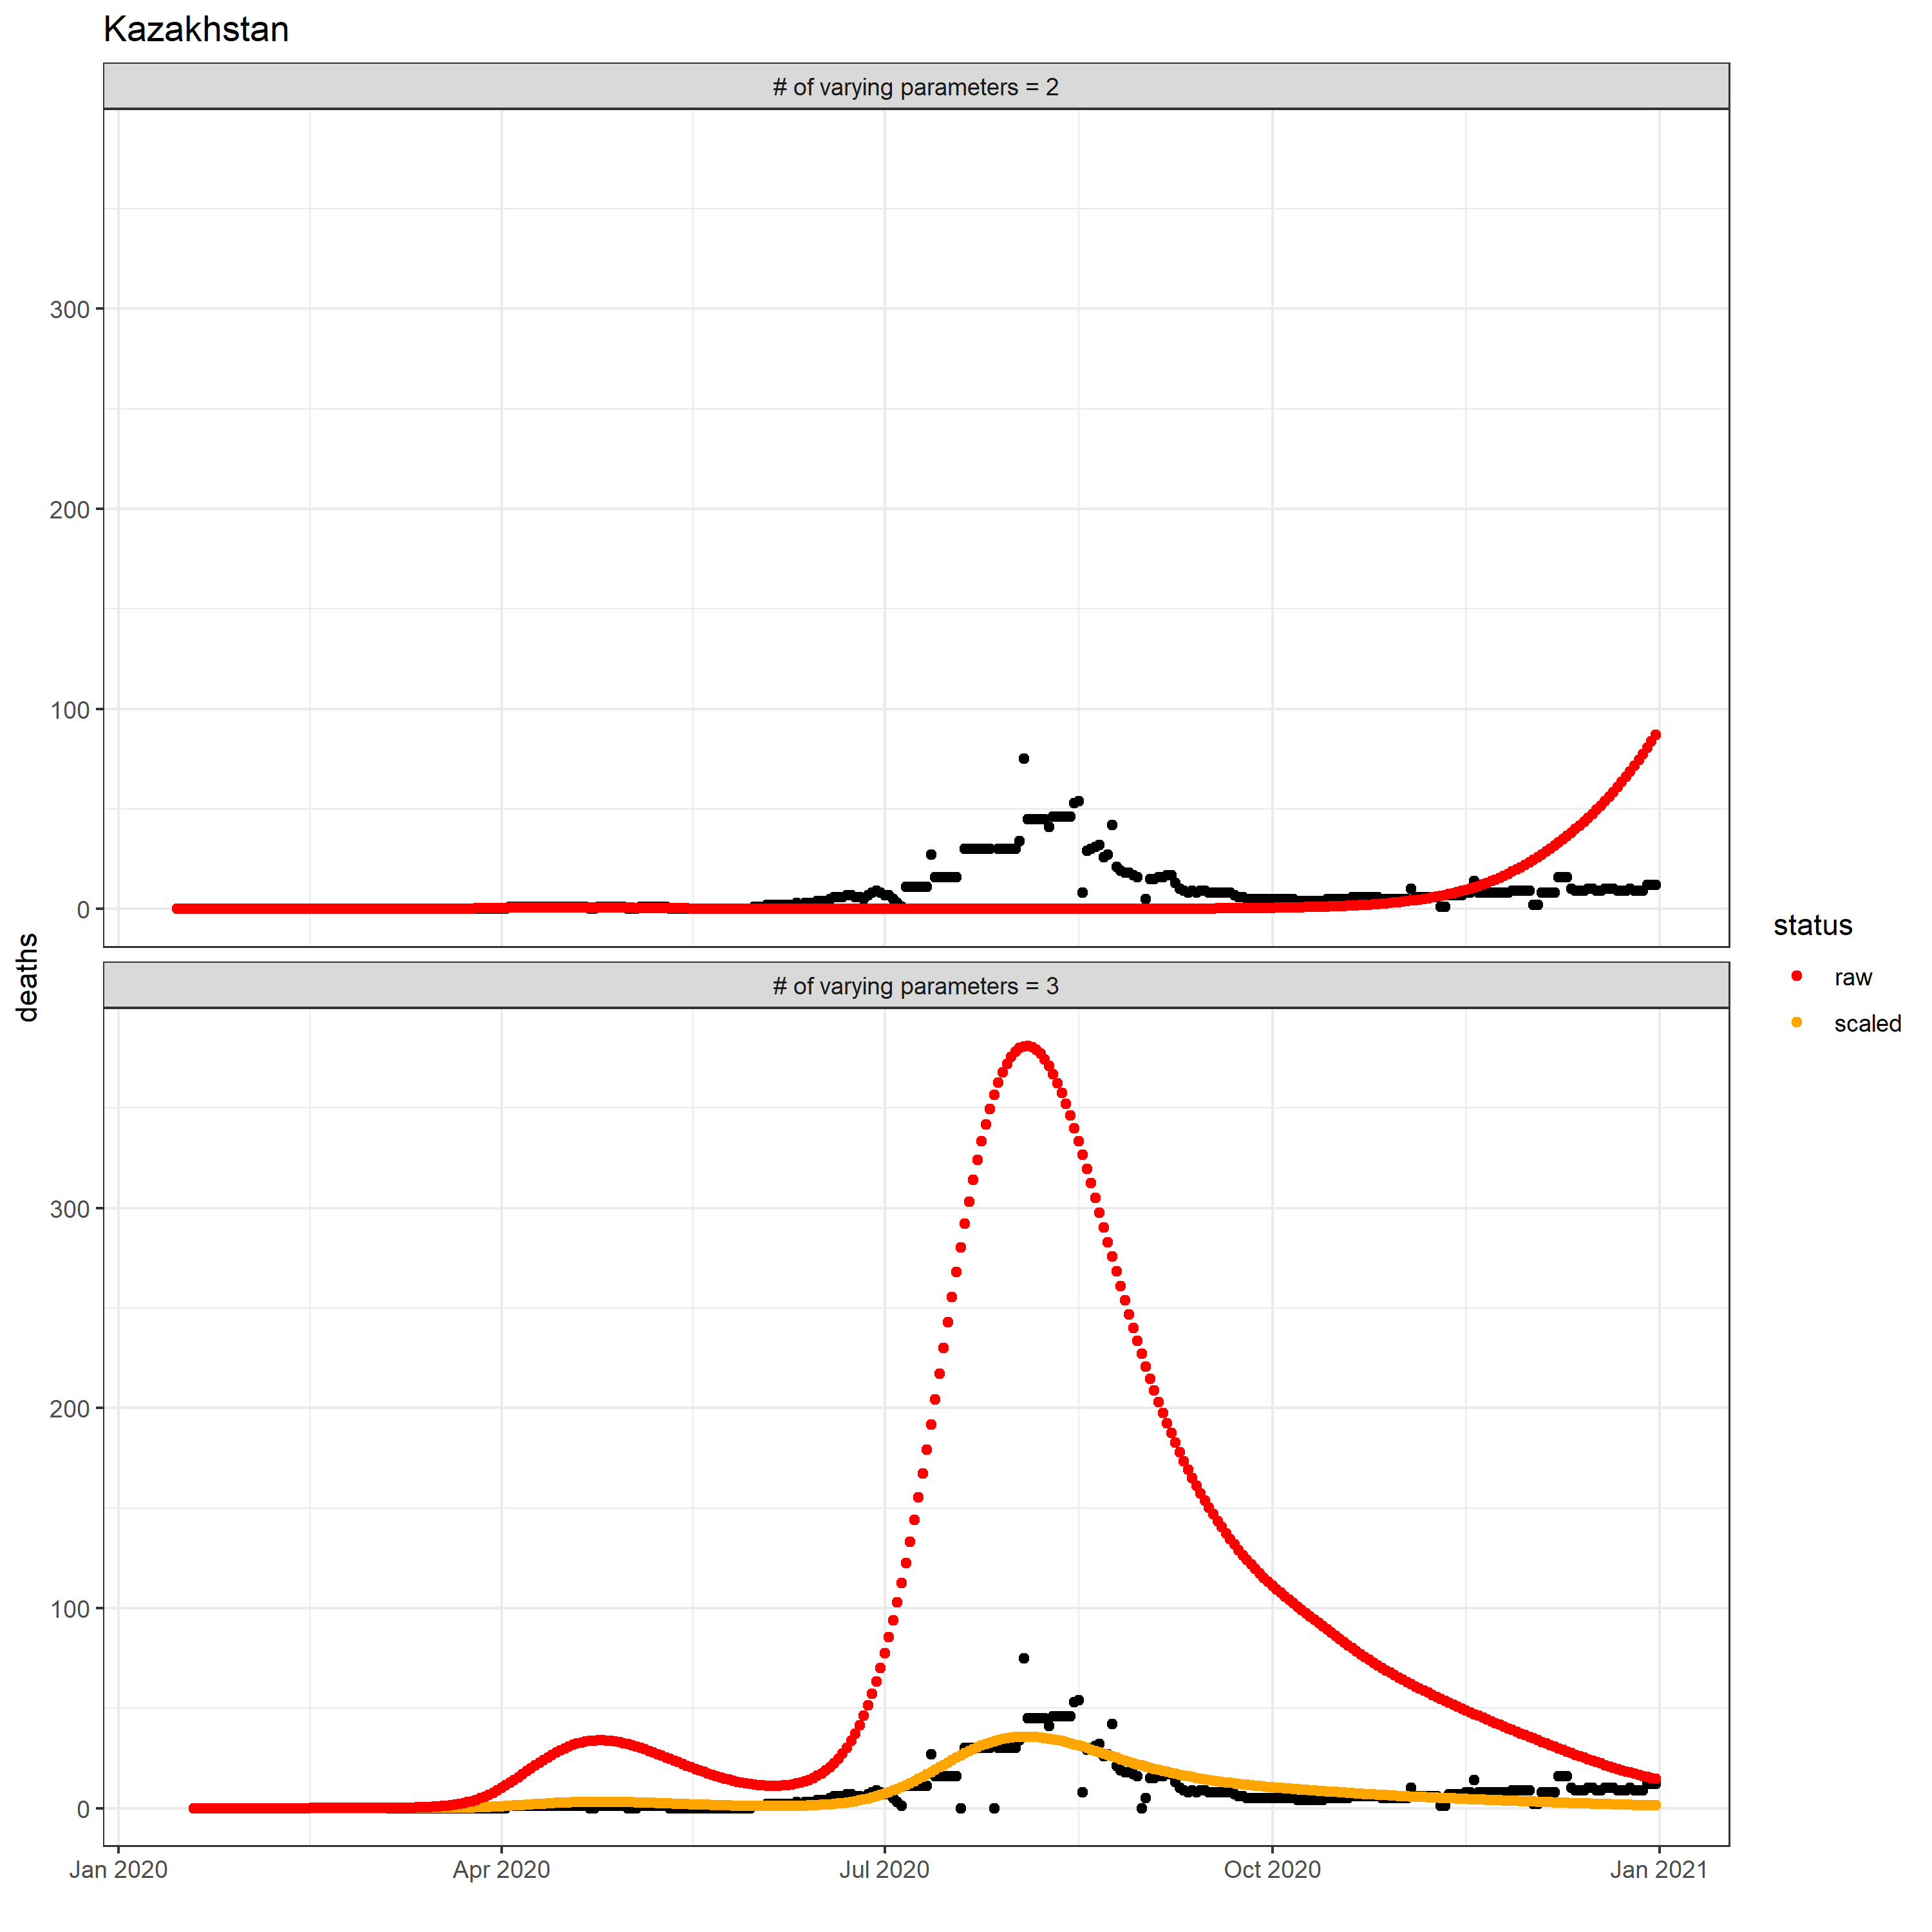 Kazakhstan
# of varying parameters = 2
300
200
100
0
deaths
# of varying parameters = 3
300
200
100
0
Jan 2020 Apr 2020 Jul 2020 Oct 2020 Jan 2021
status
raw
scaled